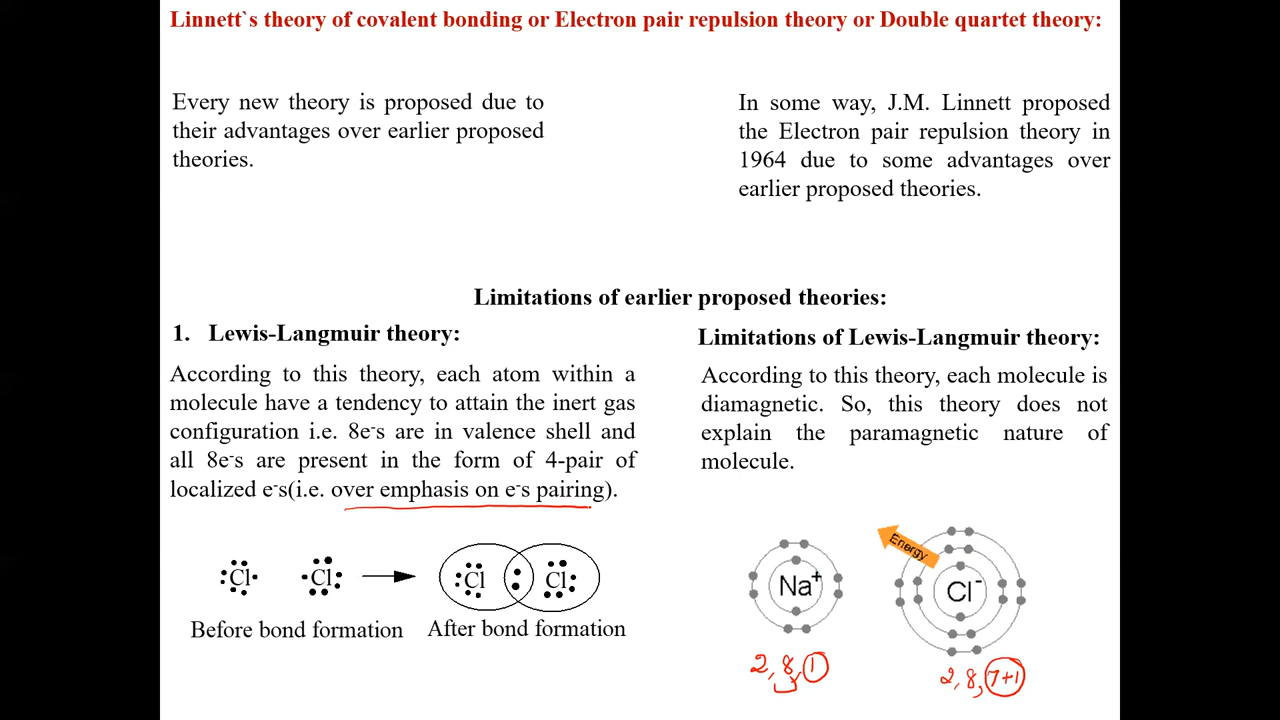 Linnett`s theory of covalent bonding or Electron pair repulsion theory or Double quartet theory:
Every new theory is proposed due to
their advantages over earlier proposed
theories.
In some way, J.M. Linnett proposed
the Electron pair repulsion theory in
1964 due to some advantages over
earlier proposed theories.
Limitations of earlier proposed theories:
1. Lewis-Langmuir theory:
According to this theory, each atom within a
molecule have a tendency to attain the inert gas
configuration i.e. 8e⁻s are in valence shell and
all 8e⁻s are present in the form of 4-pair of
localized e⁻s(i.e. over emphasis on e⁻s pairing).
Limitations of Lewis-Langmuir theory:
According to this theory, each molecule is
diamagnetic. So, this theory does not
explain the paramagnetic nature of
molecule.
Cl Cl Cl Cl
Before bond formation After bond formation
Energy
Na⁺ Cl⁻
2, 8, 1 2, 8, 7+1